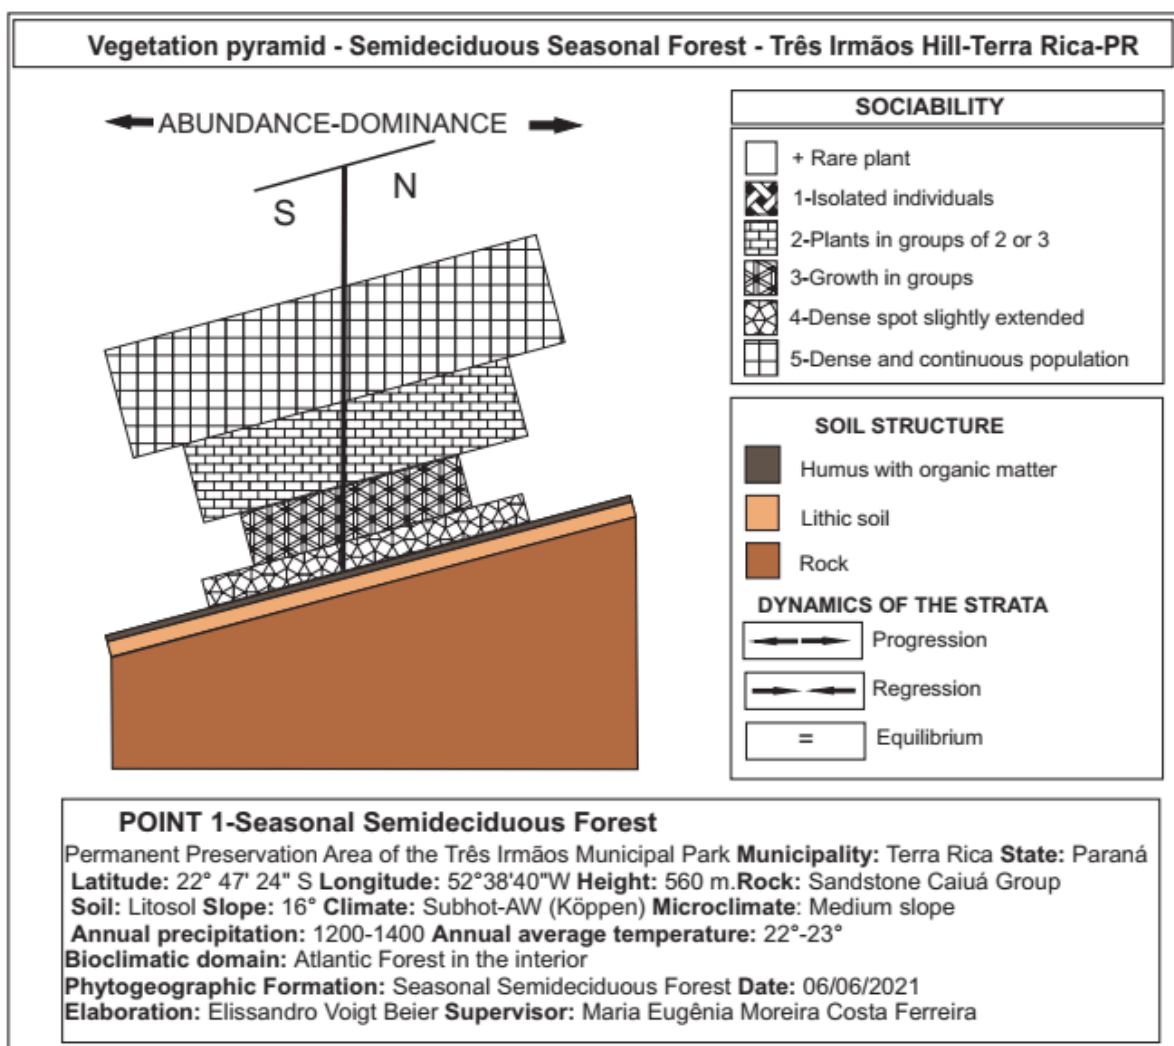 Vegetation pyramid - Semideciduous Seasonal Forest - Três Irmãos Hill-Terra Rica-PR
ABUNDANCE-DOMINANCE
S
N
SOCIABILITY
+ Rare plant
1-Isolated individuals
2-Plants in groups of 2 or 3
3-Growth in groups
4-Dense spot slightly extended
5-Dense and continuous population
SOIL STRUCTURE
Humus with organic matter
Lithic soil
Rock
DYNAMICS OF THE STRATA
Progression
Regression
= Equilibrium
POINT 1-Seasonal Semideciduous Forest
Permanent Preservation Area of the Três Irmãos Municipal Park Municipality: Terra Rica State: Paraná
Latitude: 22° 47' 24" S Longitude: 52°38'40"W Height: 560 m.Rock: Sandstone Caiuá Group
Soil: Litosol Slope: 16° Climate: Subhot-AW (Köppen) Microclimate: Medium slope
Annual precipitation: 1200-1400 Annual average temperature: 22°-23°
Bioclimatic domain: Atlantic Forest in the interior
Phytogeographic Formation: Seasonal Semideciduous Forest Date: 06/06/2021
Elaboration: Elissandro Voigt Beier Supervisor: Maria Eugênia Moreira Costa Ferreira